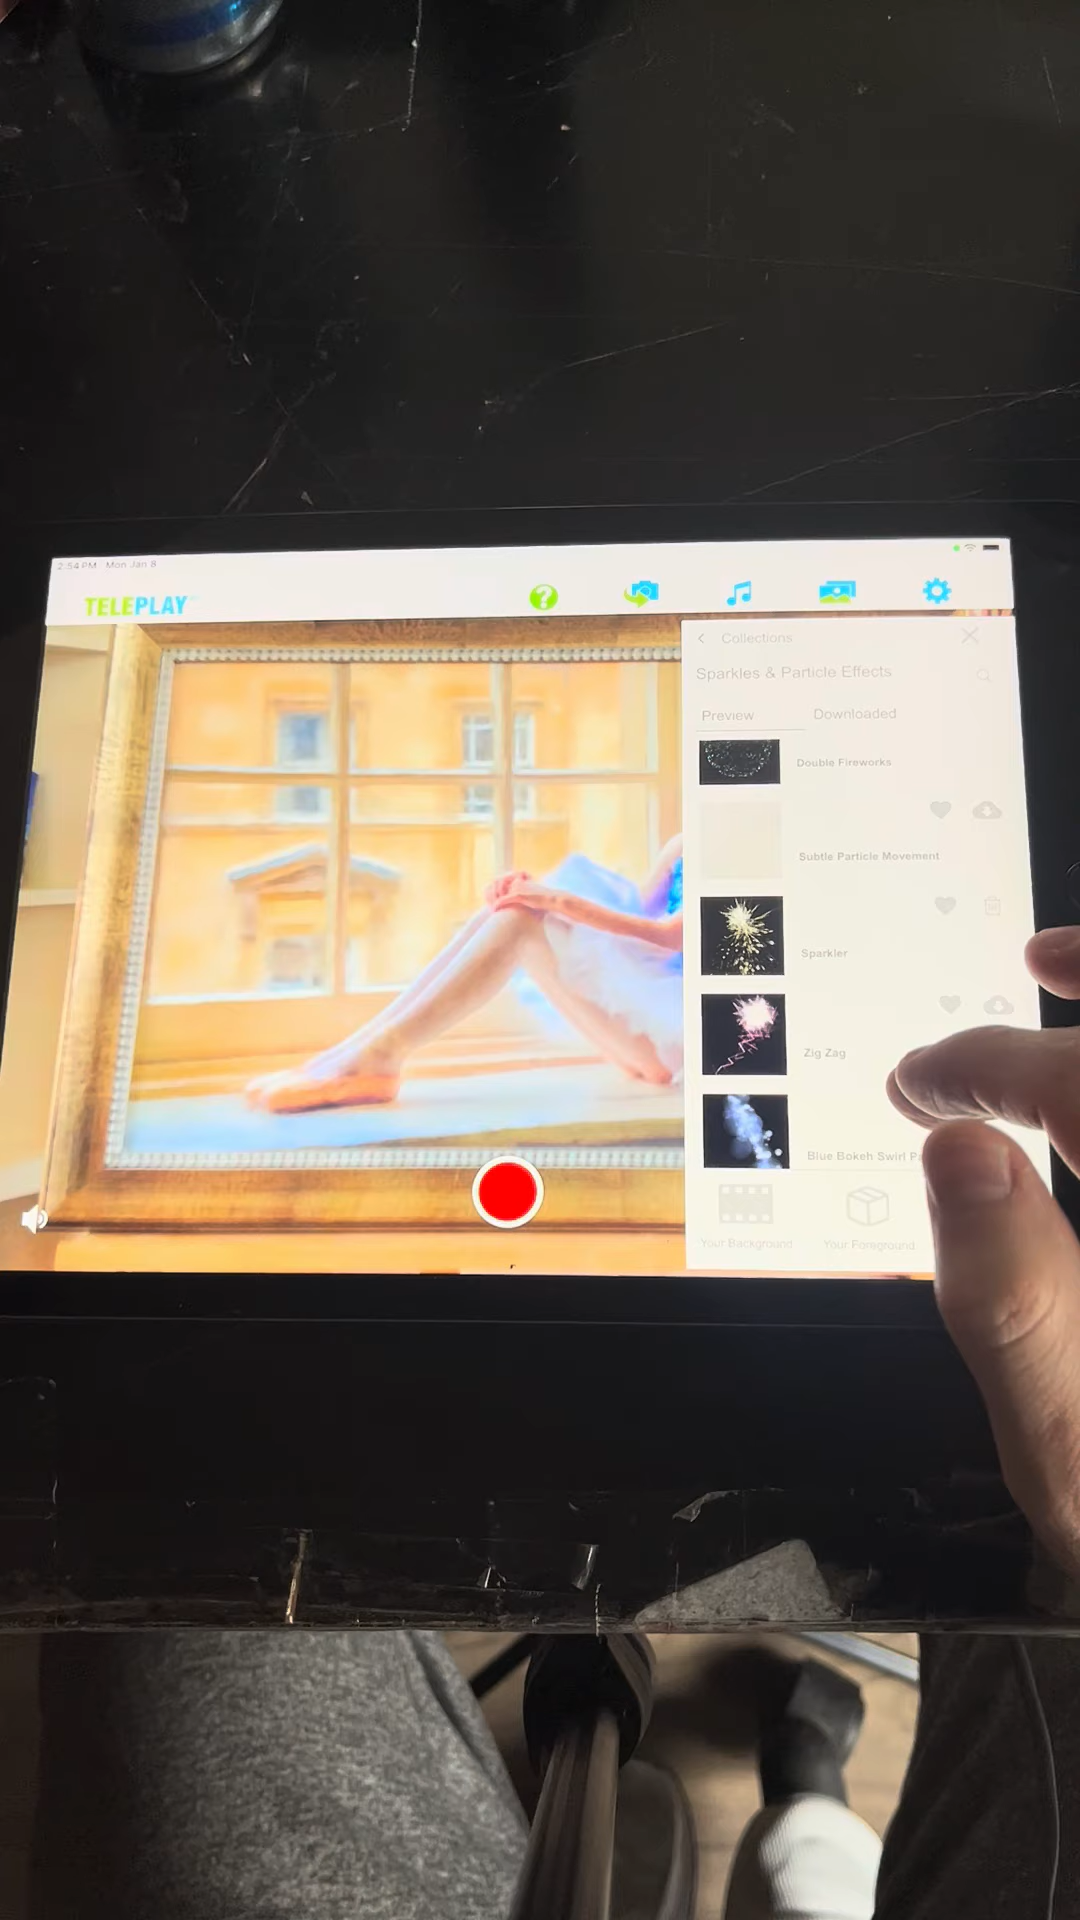 2:54 PM Mon Jan 8
TELEPLAY
?
Collections
Sparkles & Particle Effects
Preview
Downloaded
Double Fireworks
Subtle Particle Movement
Sparkler
Zig Zag
Blue Bokeh Swirl
Your Background
Your Foreground